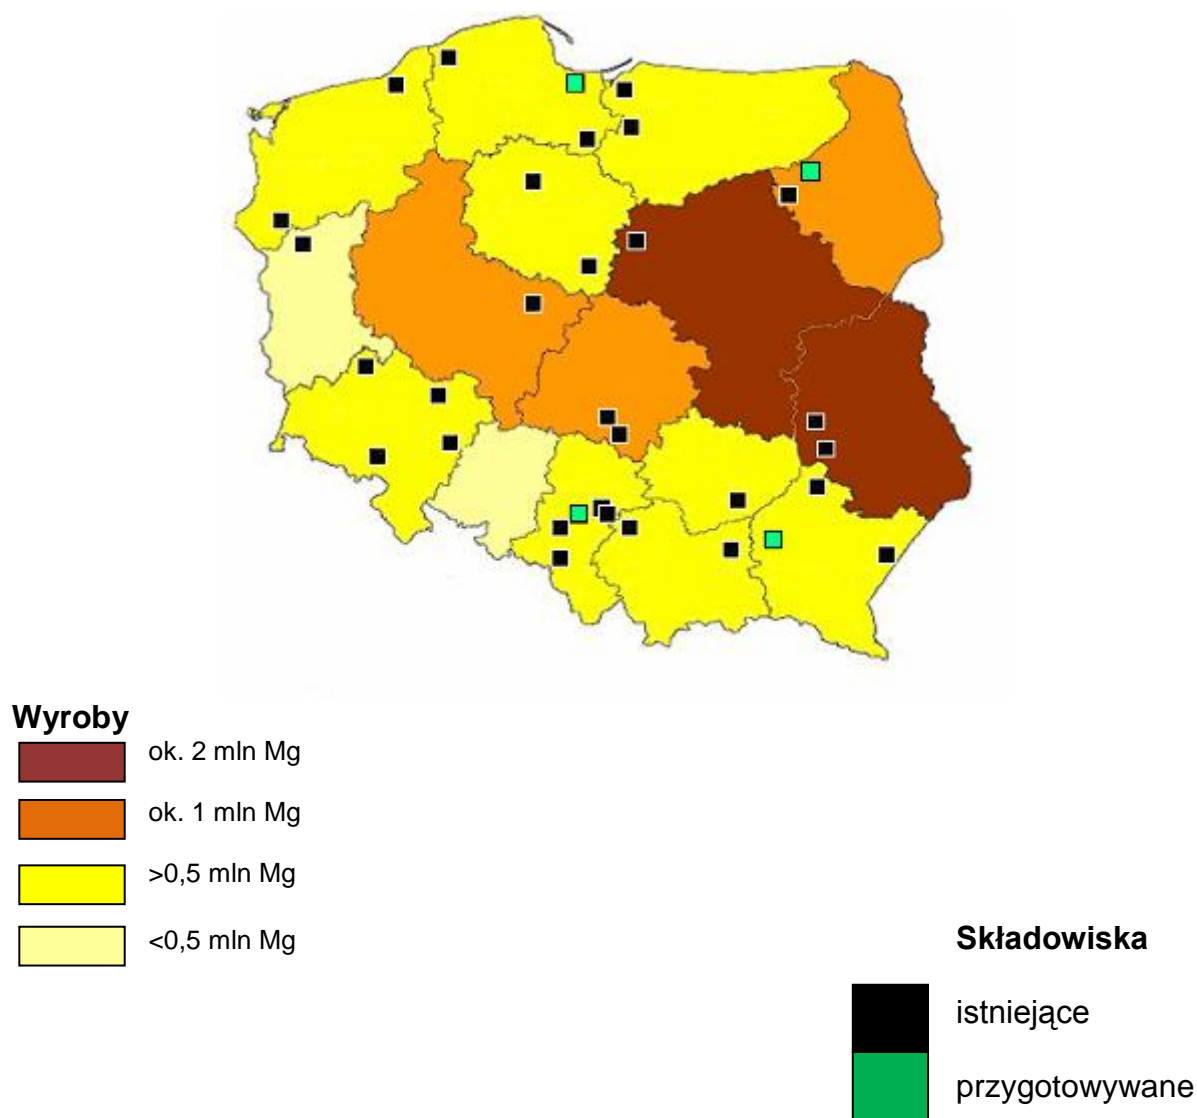 Wyroby
ok. 2 mln Mg
ok. 1 mln Mg
>0,5 mln Mg
<0,5 mln Mg
Składowiska
istniejące
przygotowywane